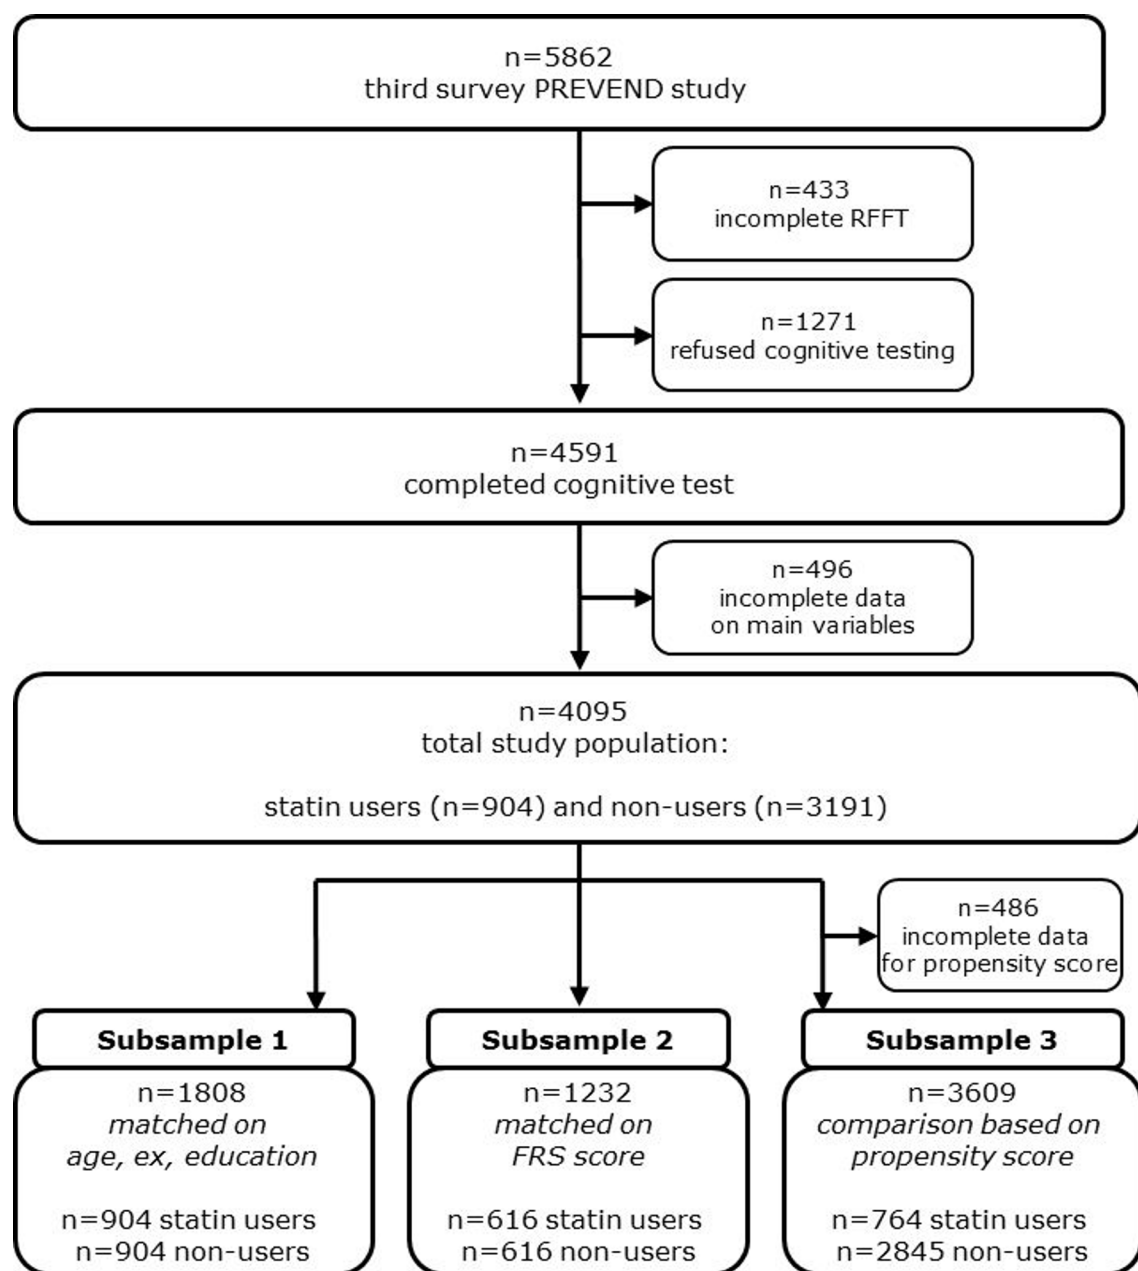 n=5862
third survey PREVEND study
n=433
incomplete RFFT
n=1271
refused cognitive testing
n=4591
completed cognitive test
n=496
incomplete data
on main variables
n=4095
total study population:
statin users (n=904) and non-users (n=3191)
n=486
incomplete data
for propensity score
Subsample 1
n=1808
matched on
age, ex, education
n=904 statin users
n=904 non-users
Subsample 2
n=1232
matched on
FRS score
n=616 statin users
n=616 non-users
Subsample 3
n=3609
comparison based on
propensity score
n=764 statin users
n=2845 non-users